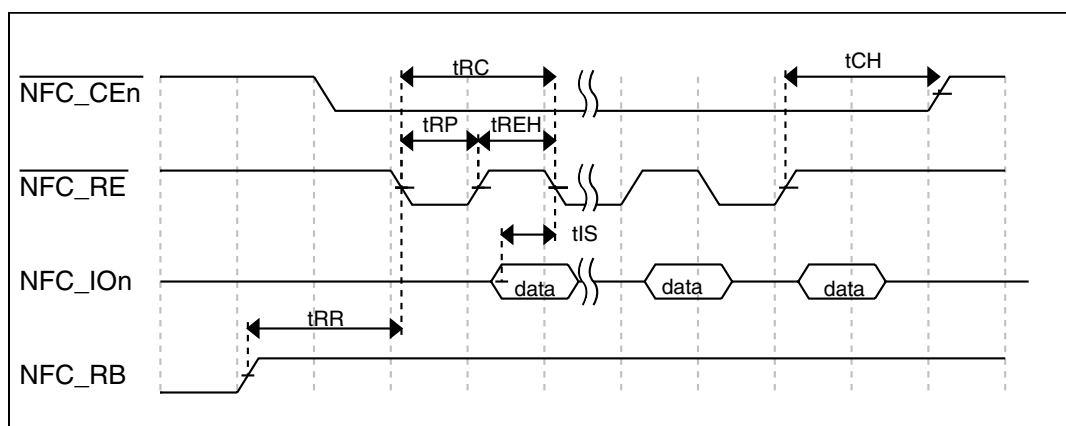 tRC
tCH
NFC_CEn
tRP
tREH
NFC_RE
tIS
NFC_IOn
data
data
data
tRR
NFC_RB